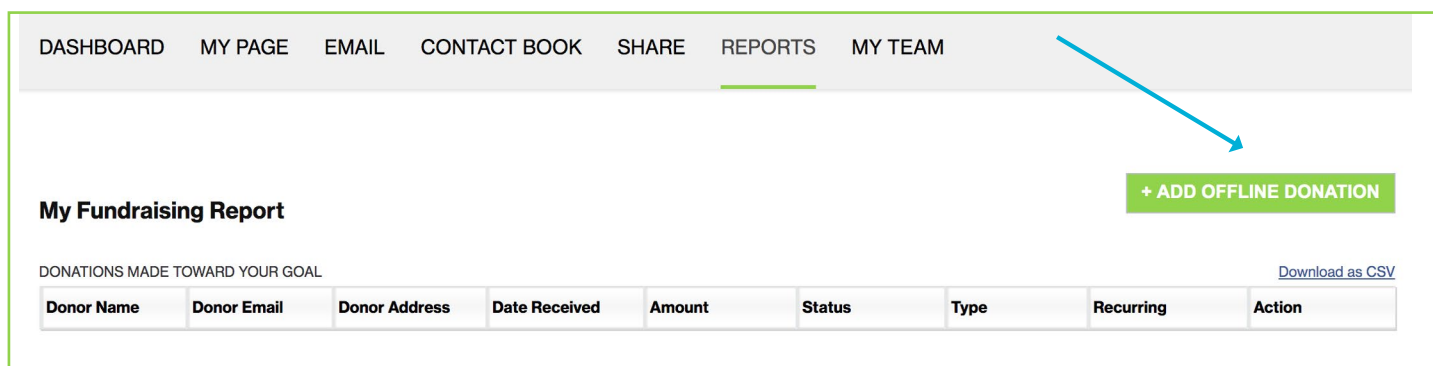 DASHBOARD MY PAGE EMAIL CONTACT BOOK SHARE REPORTS MY TEAM
+ ADD OFFLINE DONATION
My Fundraising Report
DONATIONS MADE TOWARD YOUR GOAL Download as CSV
Donor Name Donor Email Donor Address Date Received Amount Status Type Recurring Action